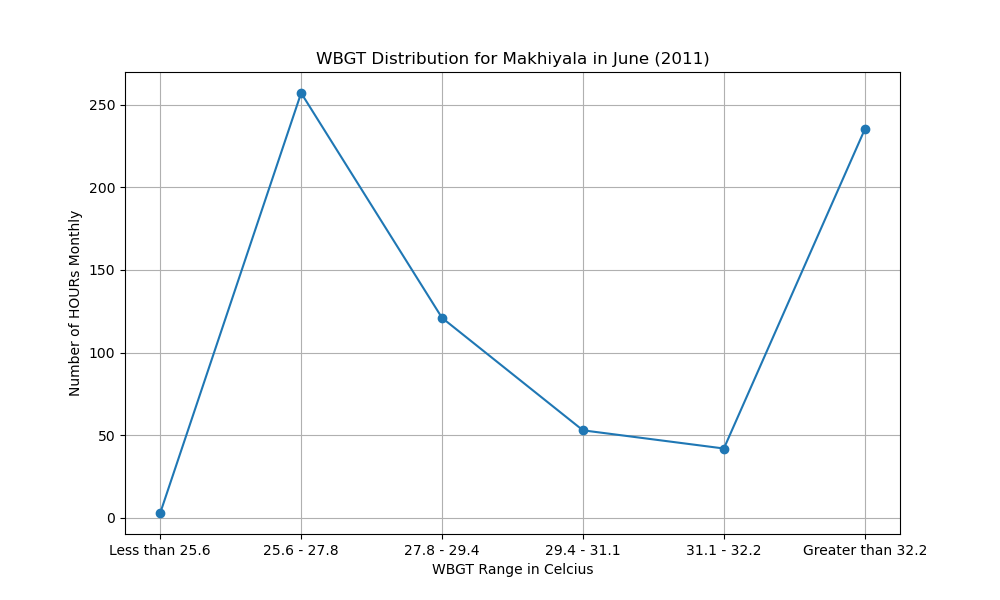 WBGT Distribution for Makhiyala in June (2011)
Number of HOURs Monthly
250
200
150
100
50
0
Less than 25.6 25.6 - 27.8 27.8 - 29.4 29.4 - 31.1 31.1 - 32.2 Greater than 32.2
WBGT Range in Celcius